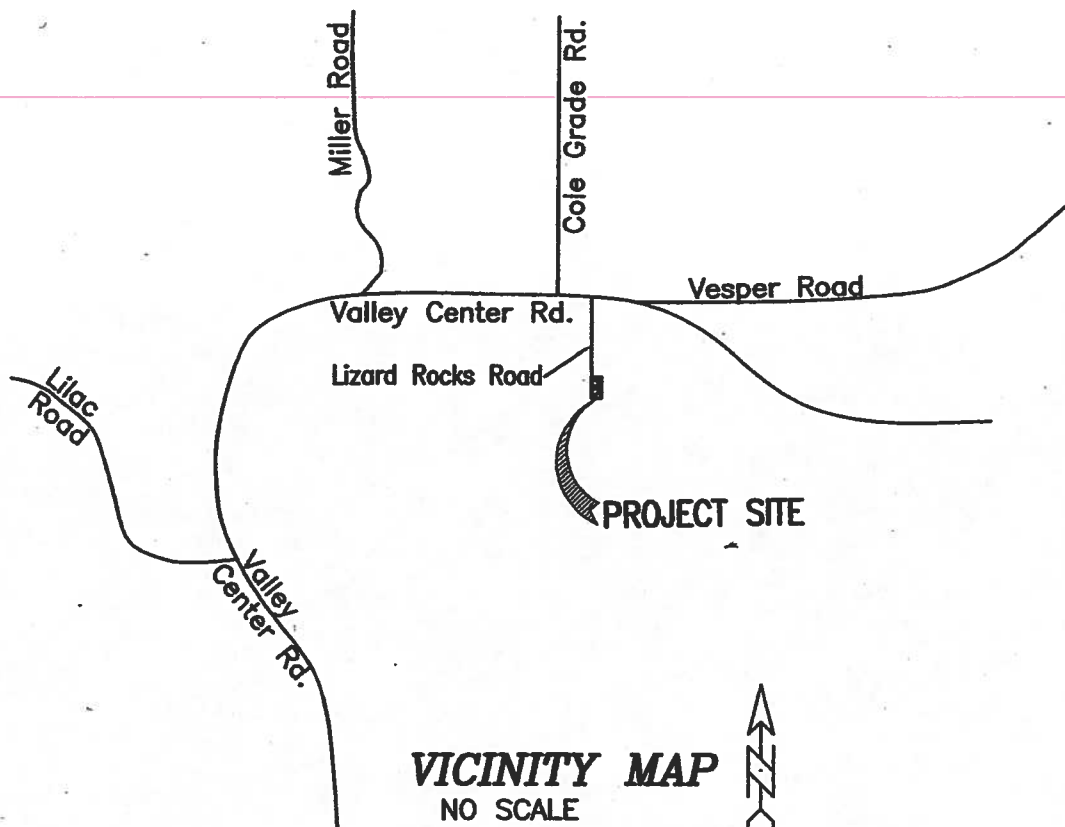 Miller Road
Cole Grade Rd.
Vesper Road
Valley Center Rd.
Lizard Rocks Road
Lilac
Road
PROJECT SITE
Valley
Center Rd.
VICINITY MAP
N
NO SCALE